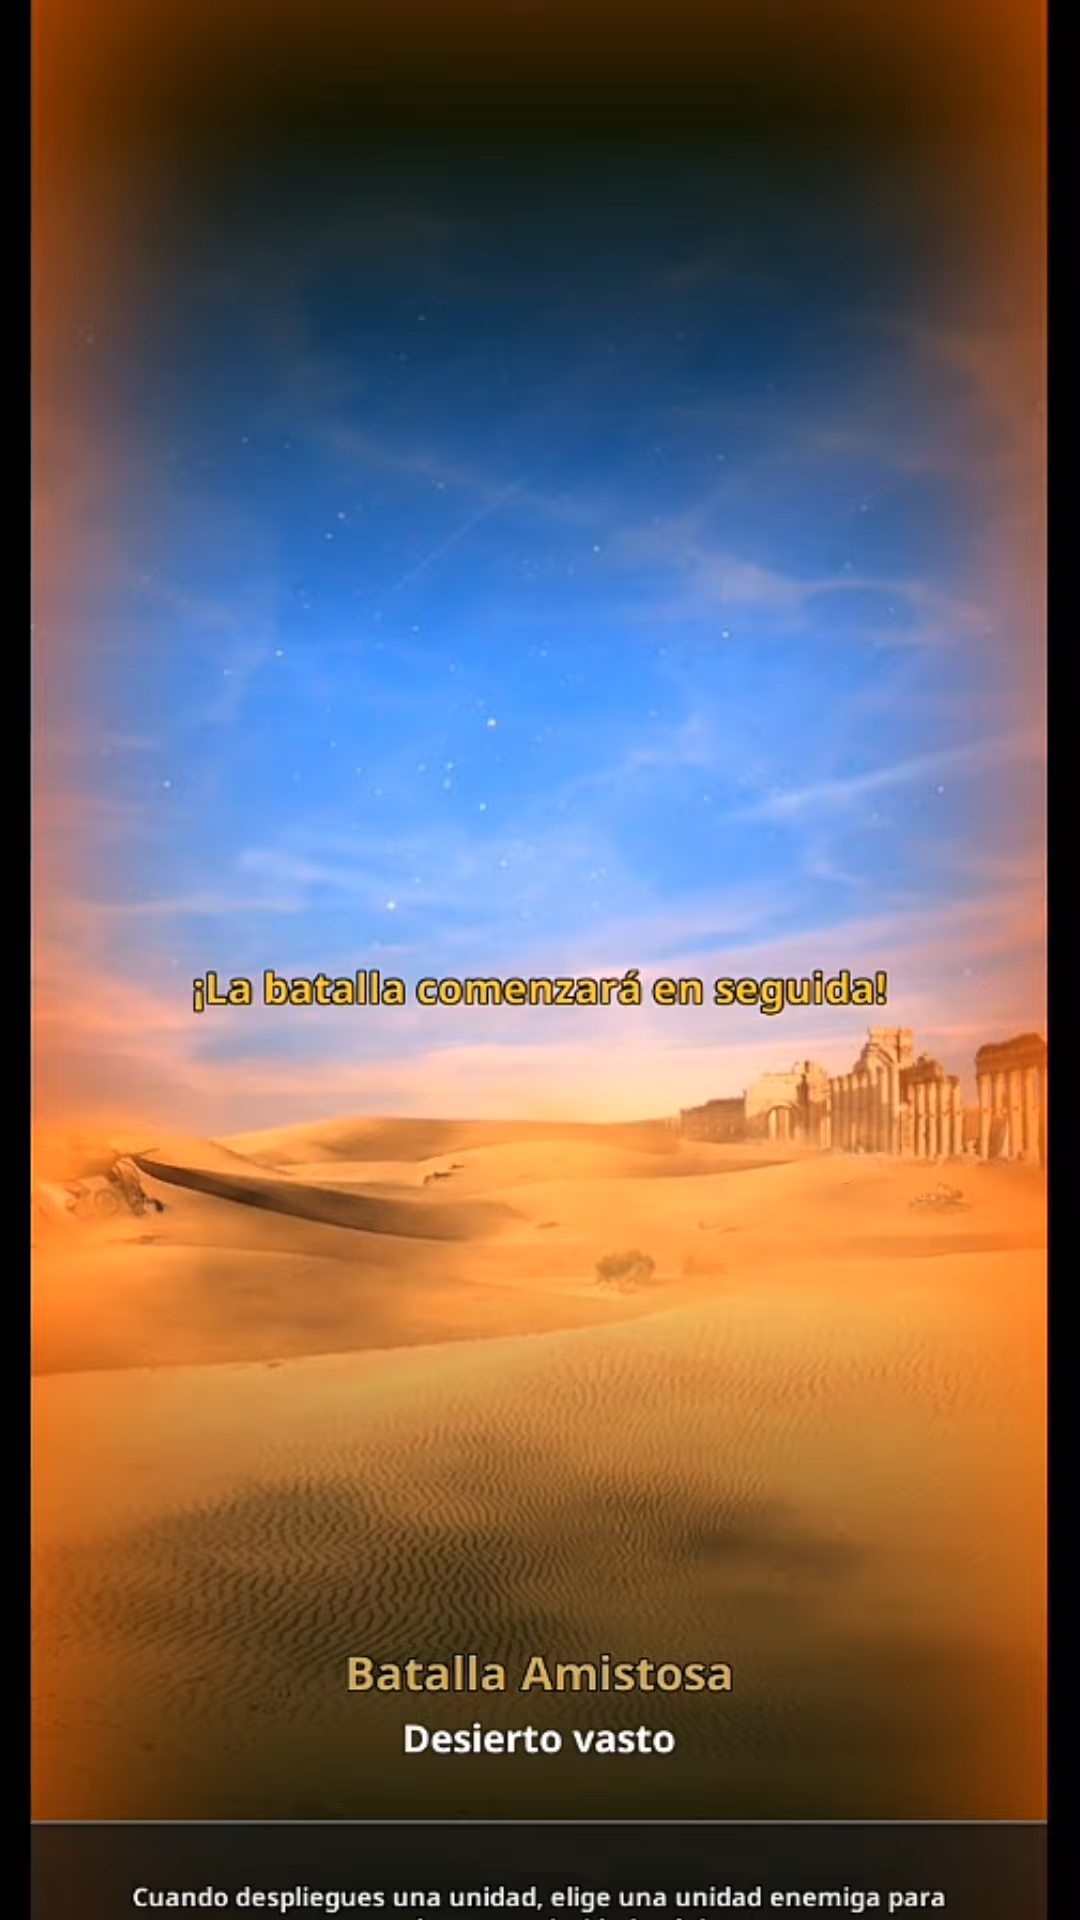 ¡La batalla comenzará en seguida!
Batalla Amistosa
Desierto vasto
Cuando despliegues una unidad, elige una unidad enemiga para